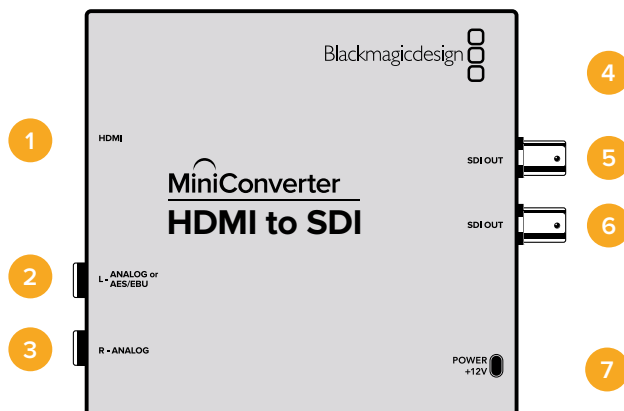 Blackmagicdesign
4
1
HDMI
SDI OUT
5
MiniConverter
HDMI to SDI
SDI OUT
6
2
L - ANALOG or
AES/EBU
3
R - ANALOG
POWER
+12V
7